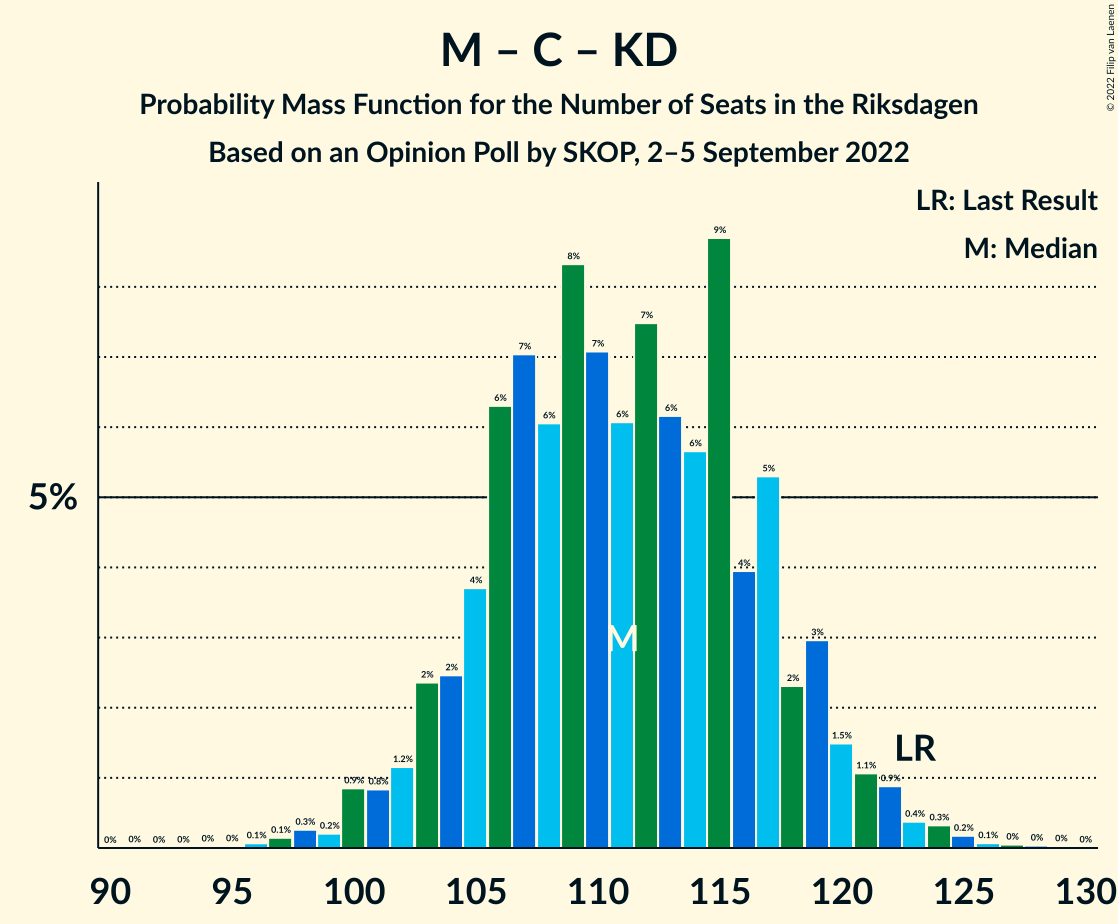 M – C – KD
Probability Mass Function for the Number of Seats in the Riksdagen
Based on an Opinion Poll by SKOP, 2–5 September 2022
© 2022 Filip van Laenen
LR: Last Result
M: Median
5%
0% 0% 0% 0% 0% 0% 0.1% 0.1% 0.3% 0.2% 0.9% 0.8% 1.2% 2% 2% 4% 6% 7% 6% 8% 7% 6% 7% 6% 6% 9% 4% 5% 2% 3% 1.5% 1.1% 0.9% 0.4% 0.3% 0.2% 0.1% 0% 0% 0% 0%
M
LR
90 95 100 105 110 115 120 125 130